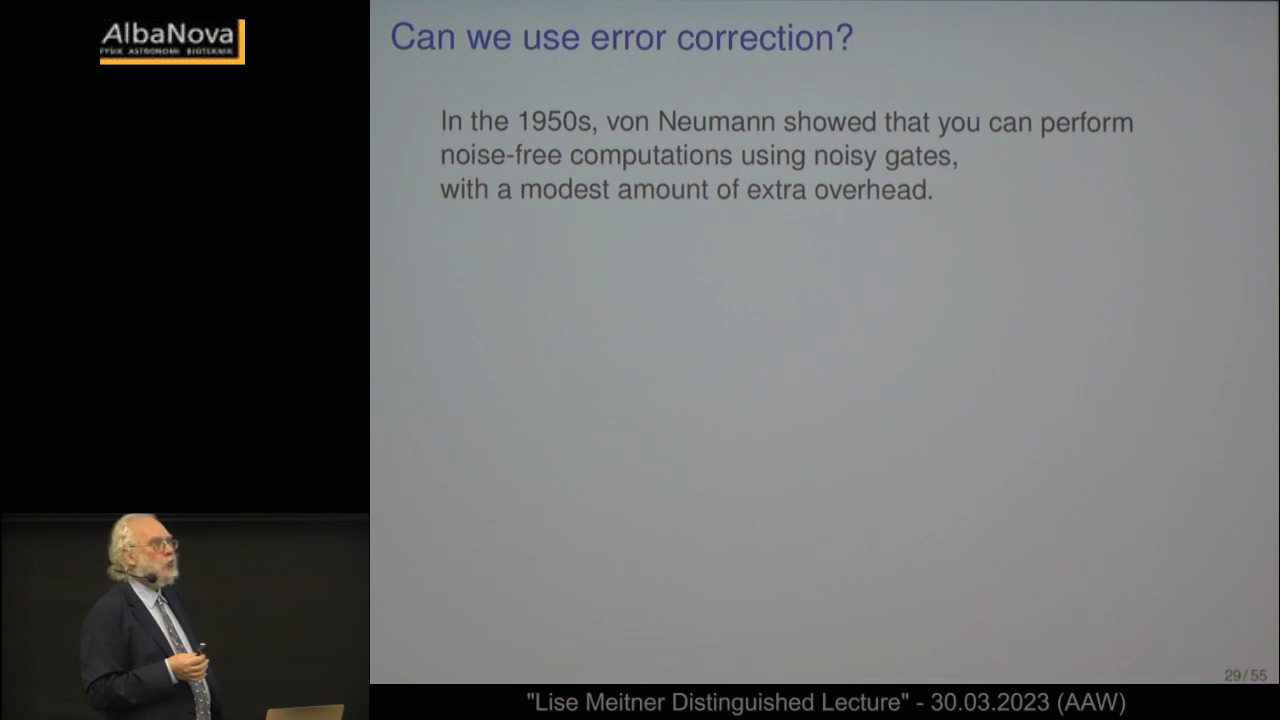 AlbaNova
FYSIK ASTRONOMI BIOTEKNIK
Can we use error correction?
In the 1950s, von Neumann showed that you can perform
noise-free computations using noisy gates,
with a modest amount of extra overhead.
29/55
"Lise Meitner Distinguished Lecture" - 30.03.2023 (AAW)